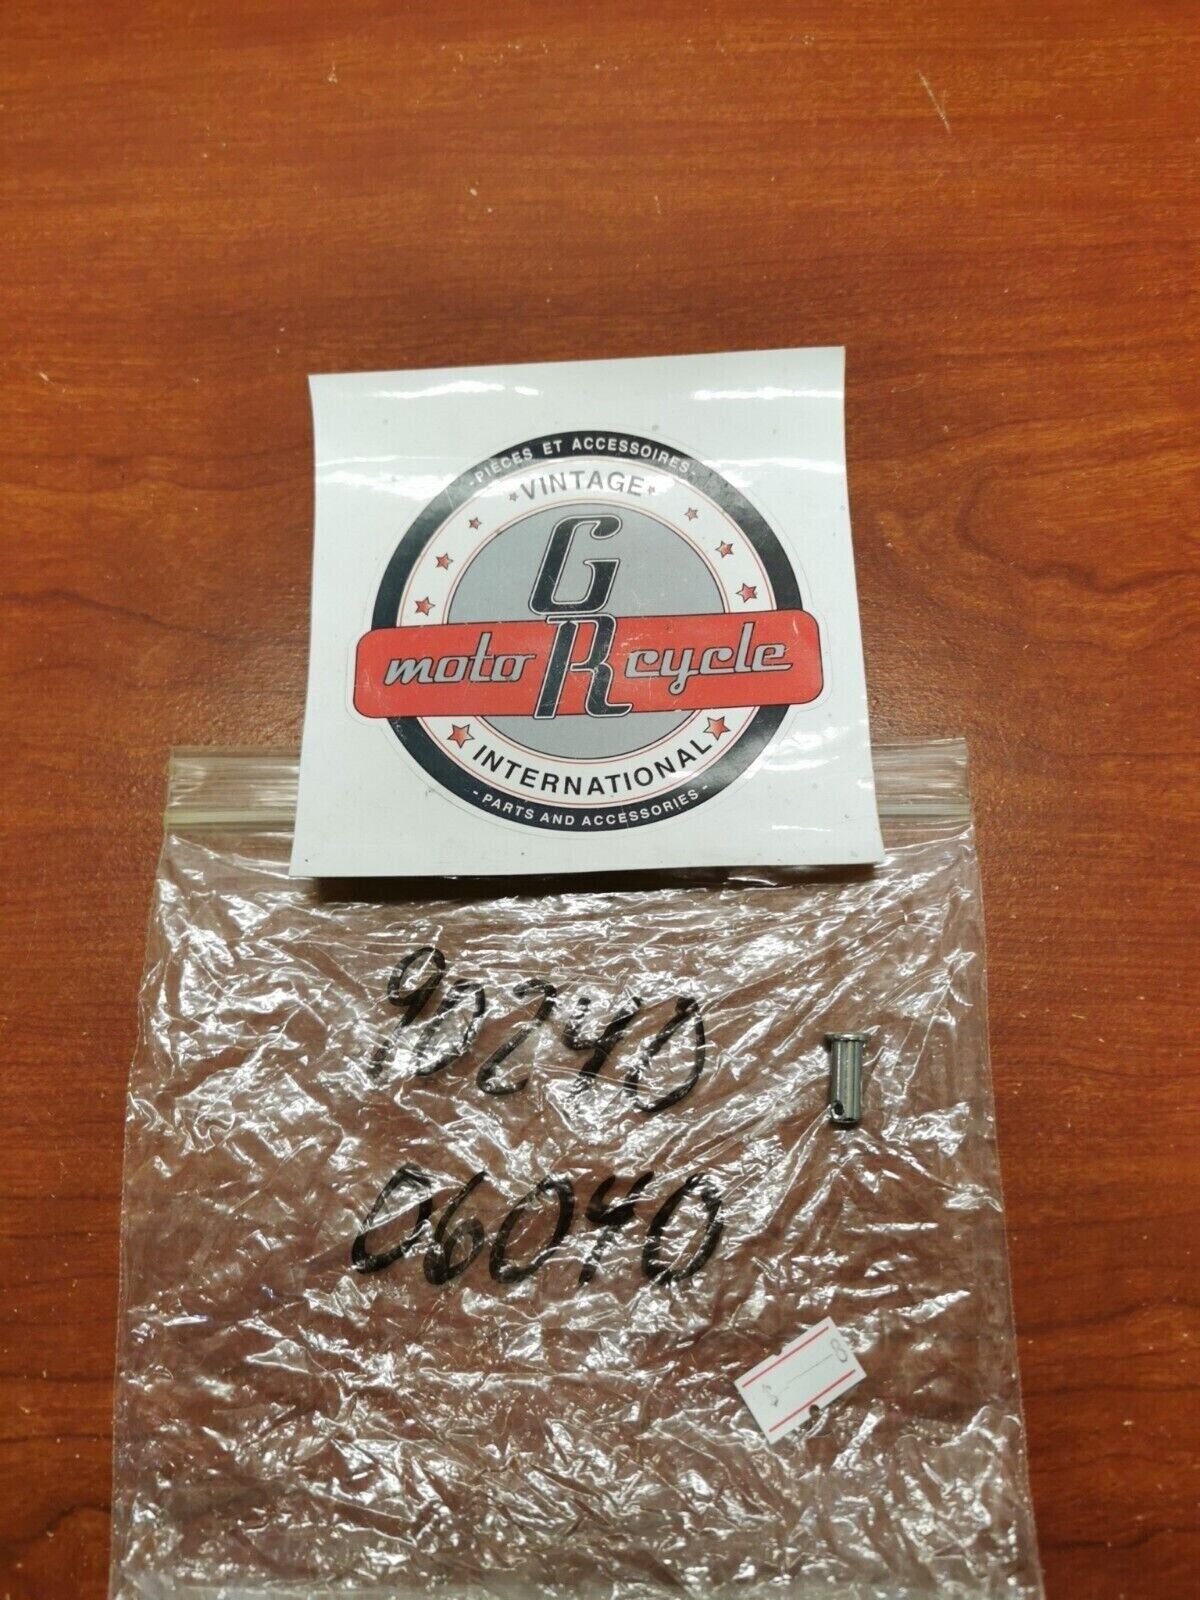 -PIÈCES ET ACCESSOIRES-
VINTAGE
G
moto R cycle
INTERNATIONAL
- PARTS AND ACCESSORIES -
90240
06040